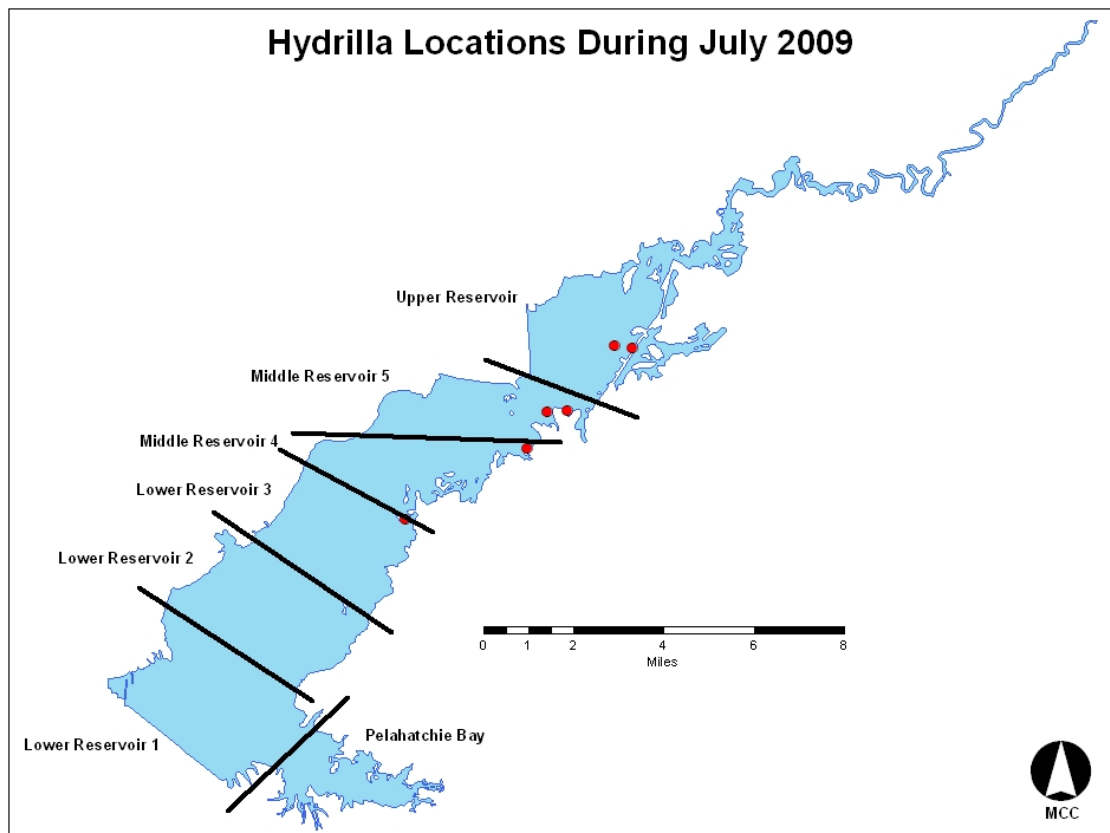 Hydrilla Locations During July 2009
Upper Reservoir
Middle Reservoir 5
Middle Reservoir 4
Lower Reservoir 3
Lower Reservoir 2
Lower Reservoir 1
Pelahatchie Bay
0 1 2 4 6 8
Miles
MCC